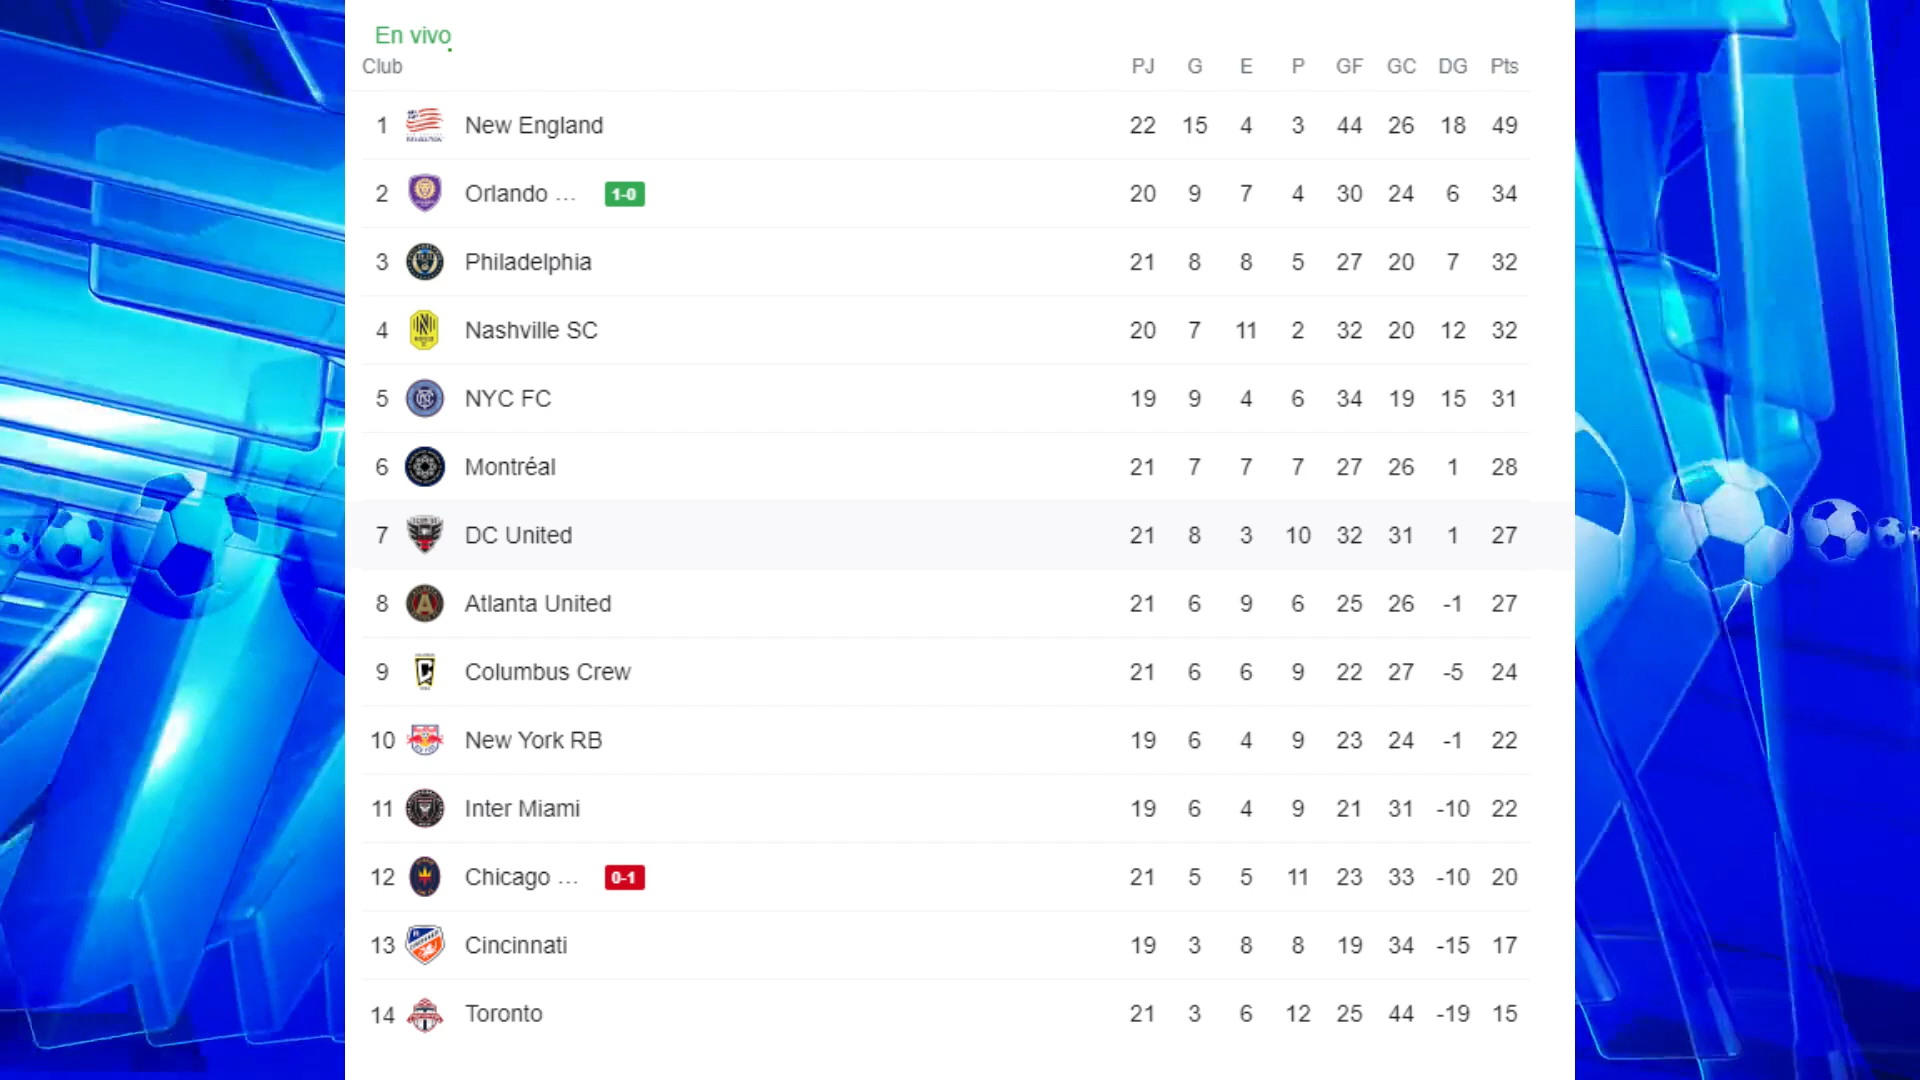 En vivo
Club PJ G E P GF GC DG Pts
1 New England 22 15 4 3 44 26 18 49
2 Orlando ... 1-0 20 9 7 4 30 24 6 34
3 Philadelphia 21 8 8 5 27 20 7 32
4 Nashville SC 20 7 11 2 32 20 12 32
5 NYC FC 19 9 4 6 34 19 15 31
6 Montréal 21 7 7 7 27 26 1 28
7 DC United 21 8 3 10 32 31 1 27
8 Atlanta United 21 6 9 6 25 26 -1 27
9 Columbus Crew 21 6 6 9 22 27 -5 24
10 New York RB 19 6 4 9 23 24 -1 22
11 Inter Miami 19 6 4 9 21 31 -10 22
12 Chicago ... 0-1 21 5 5 11 23 33 -10 20
13 Cincinnati 19 3 8 8 19 34 -15 17
14 Toronto 21 3 6 12 25 44 -19 15